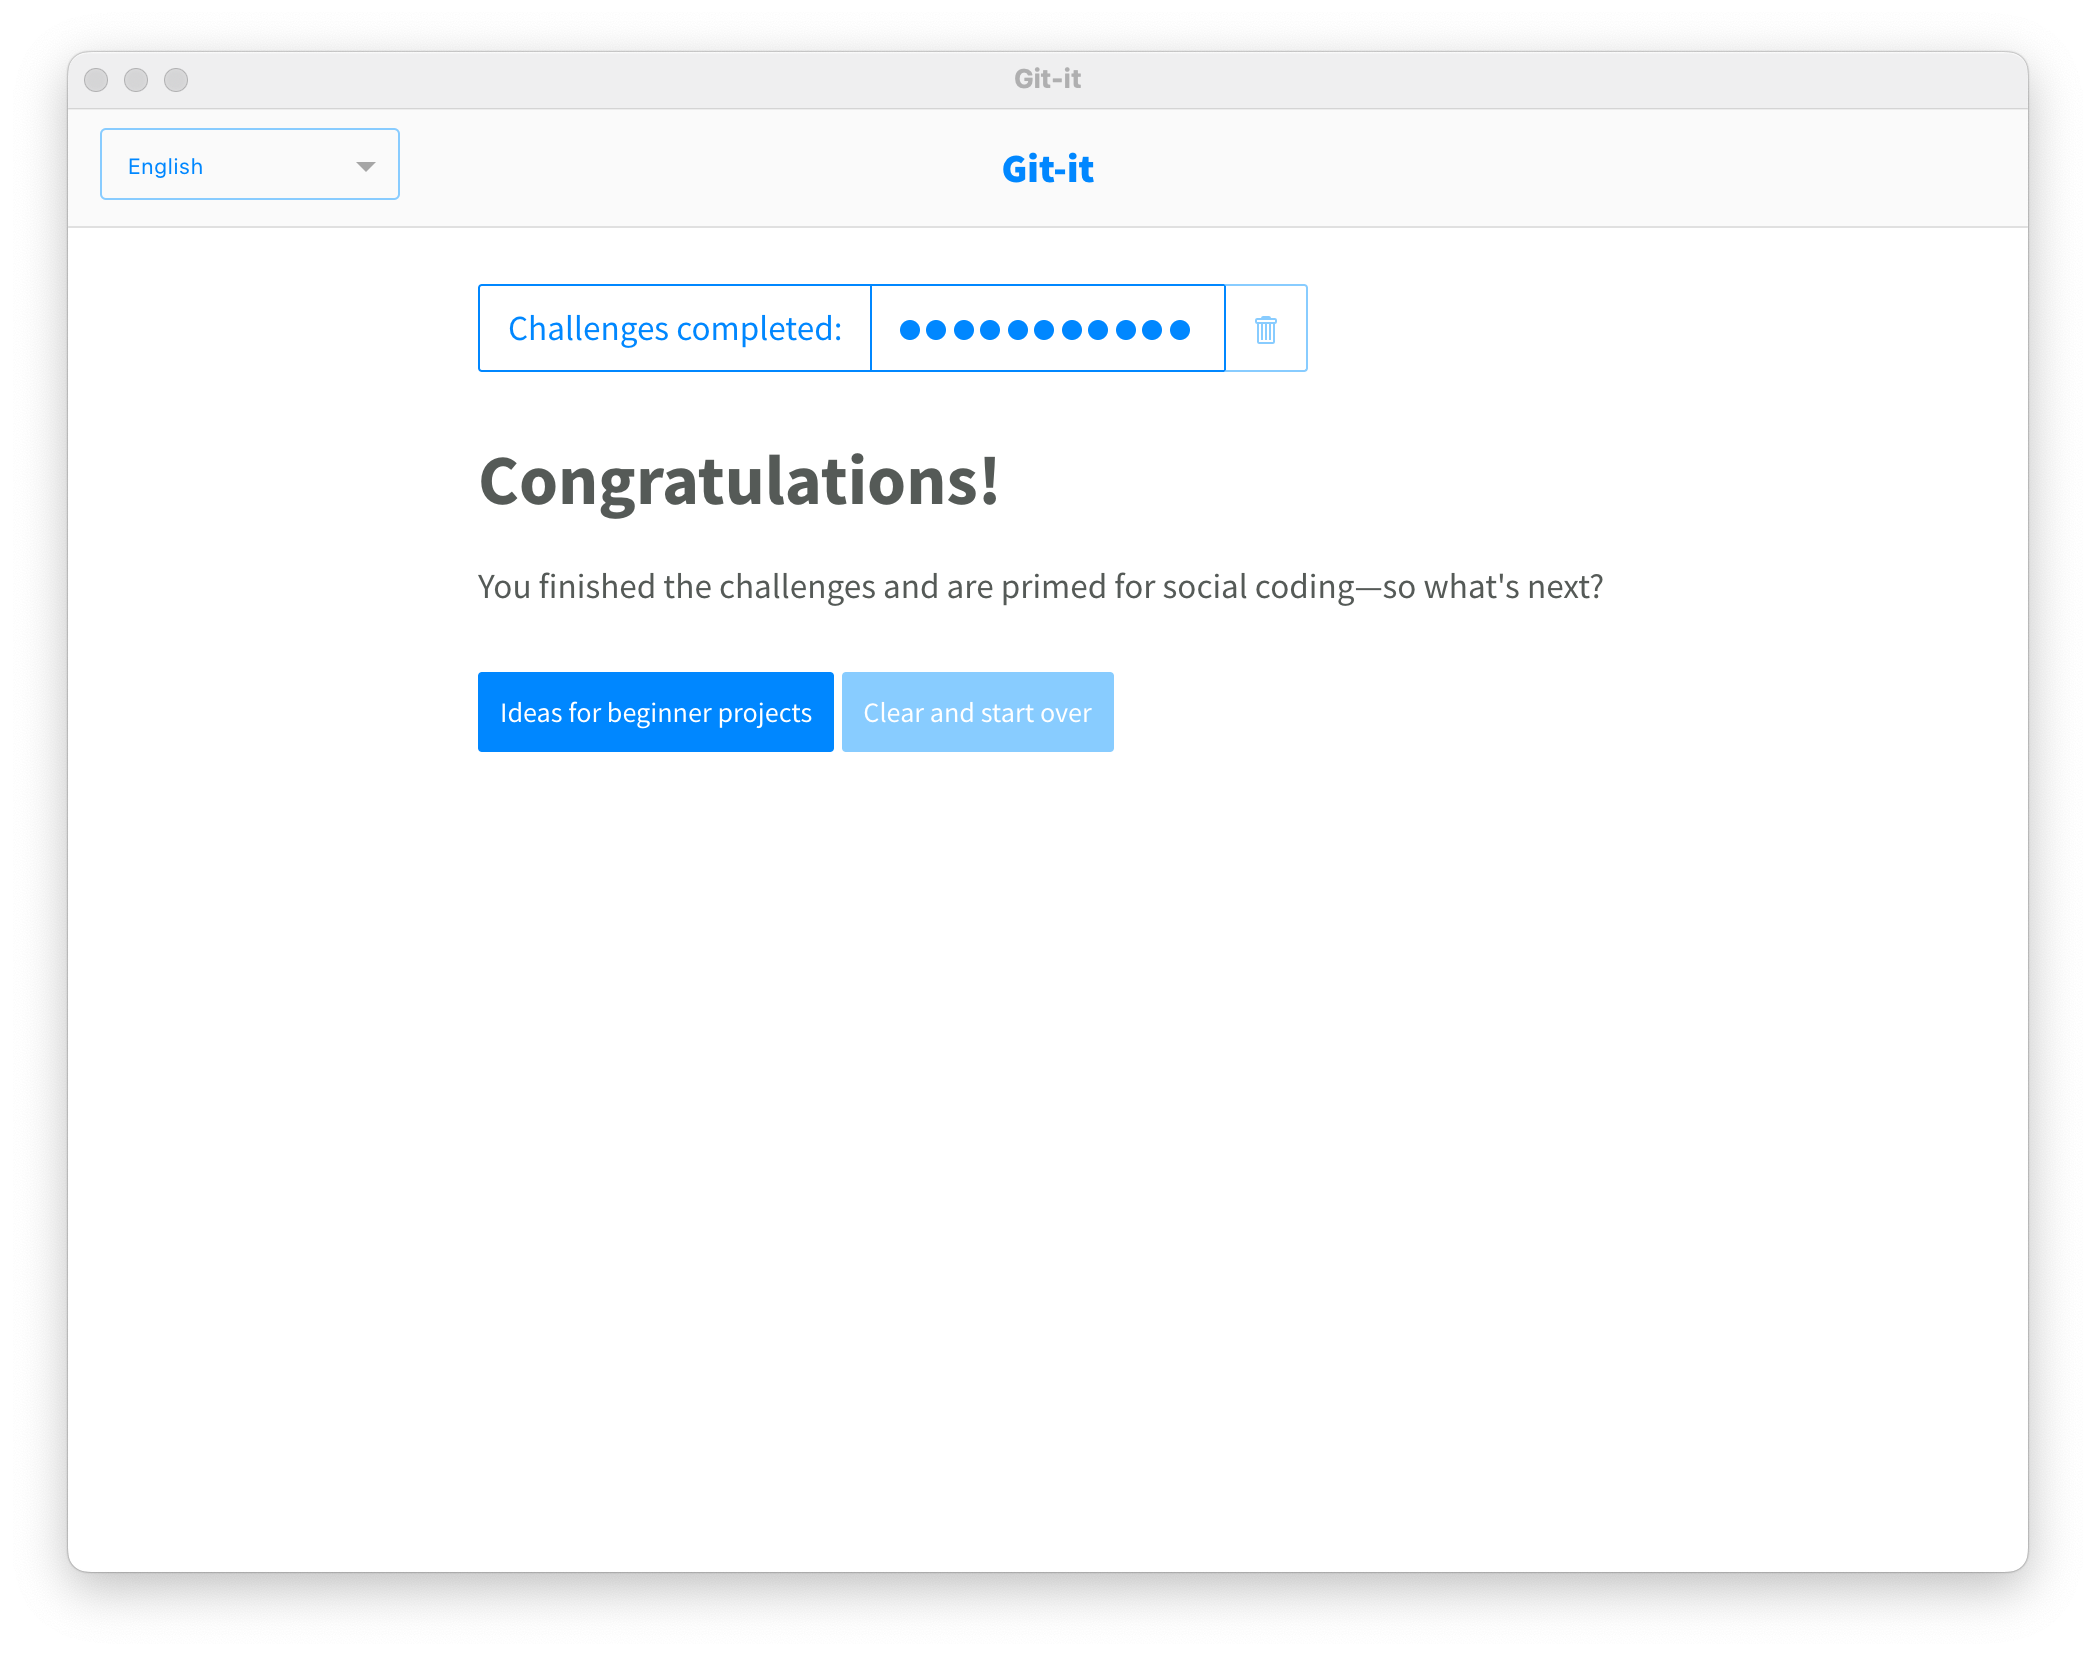 Git-it
English
Git-it
Challenges completed:
Congratulations!
You finished the challenges and are primed for social coding—so what's next?
Ideas for beginner projects
Clear and start over